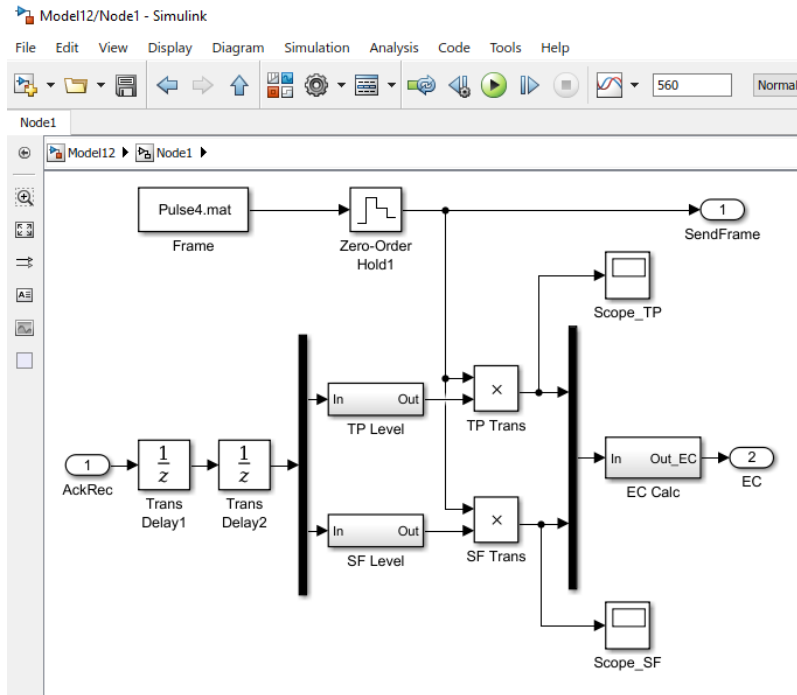 Model12/Node1 - Simulink
File Edit View Display Diagram Simulation Analysis Code Tools Help
560 Normal
Node1
Model12 Node1
Pulse4.mat
Frame
Zero-Order
Hold1
1
SendFrame
Scope_TP
In Out
TP Level
×
TP Trans
1
AckRec
1
z
Trans
Delay1
1
z
Trans
Delay2
In Out
SF Level
×
SF Trans
In Out_EC
EC Calc
2
EC
Scope_SF